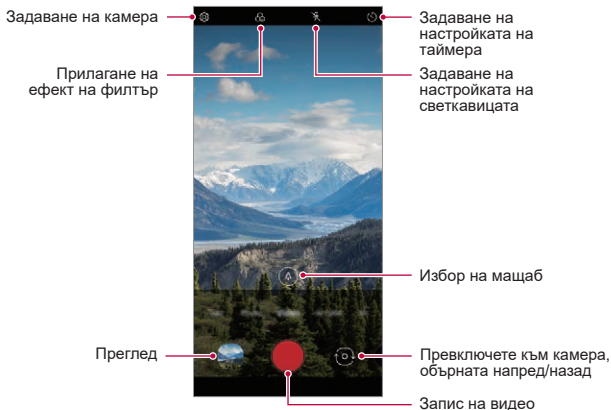 Задаване на камера
Прилагане на
ефект на филтър
Задаване на
настройката на
таймера
Задаване на
настройката на
светкавицата
Избор на мащаб
Преглед
Превключете към камера,
обърната напред/назад
Запис на видео